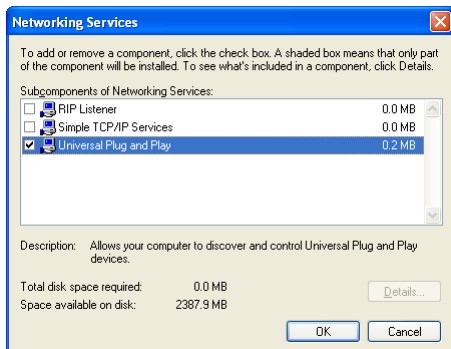 Networking Services
To add or remove a component, click the check box. A shaded box means that only part
of the component will be installed. To see what's included in a component, click Details.
Subcomponents of Networking Services:
RIP Listener 0.0 MB
Simple TCP/IP Services 0.0 MB
Universal Plug and Play 0.2 MB
Description: Allows your computer to discover and control Universal Plug and Play
devices.
Total disk space required: 0.0 MB
Details...
Space available on disk: 2387.9 MB
OK Cancel